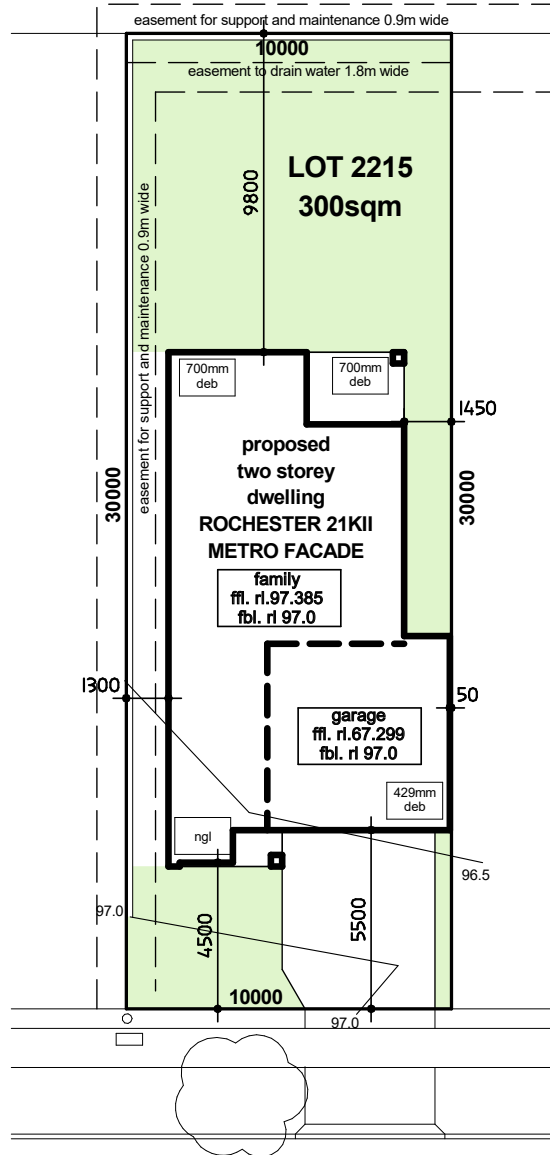 easement for support and maintenance 0.9m wide
10000
easement to drain water 1.8m wide
LOT 2215
300sqm
9800
easement for support and maintenance 0.9m wide
700mm
deb
700mm
deb
1450
proposed
two storey
dwelling
ROCHESTER 21KII
METRO FACADE
30000
30000
family
ffl. rl.97.385
fbl. rl 97.0
1300
50
garage
ffl. rl.67.299
fbl. rl 97.0
429mm
deb
ngl
96.5
97.0
4500
5500
10000
97.0